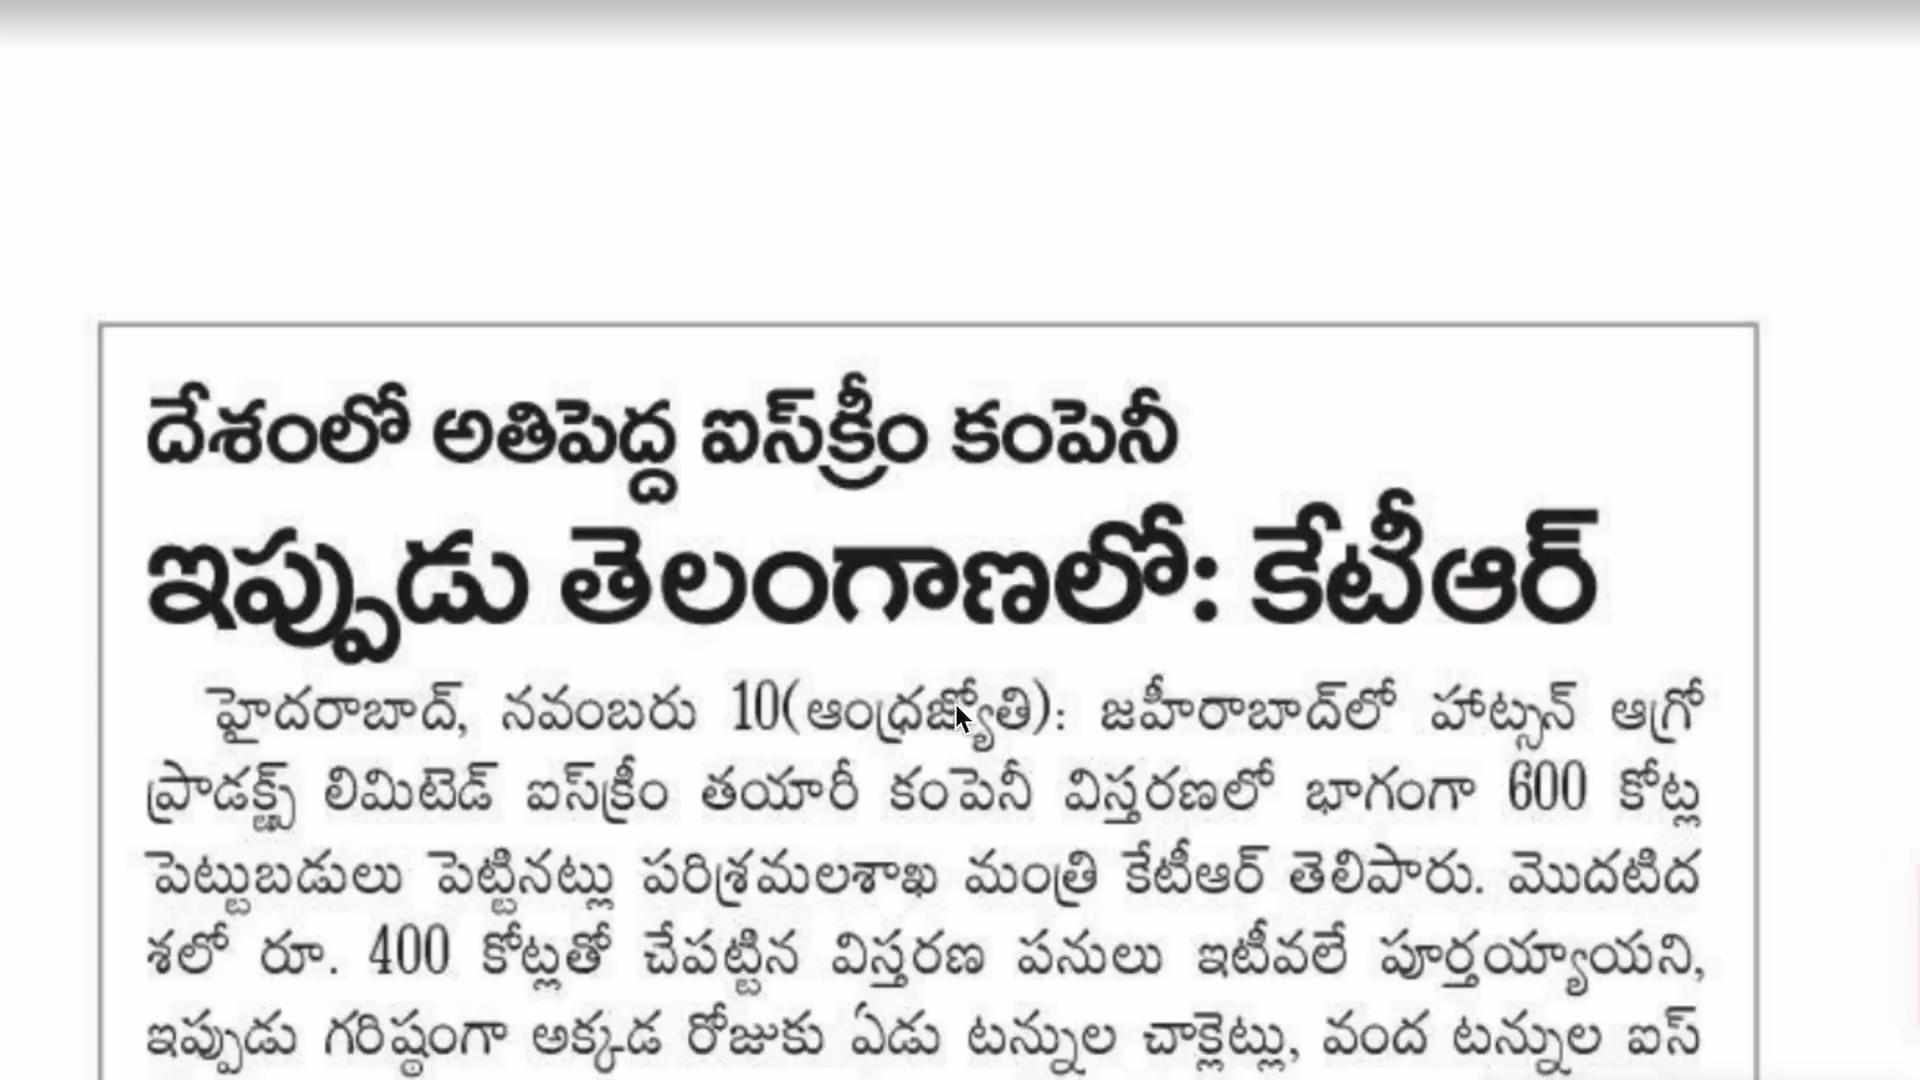 దేశంలో అతిపెద్ద ఐస్‌క్రీం కంపెనీ
ఇప్పుడు తెలంగాణలో: కేటీఆర్
హైదరాబాద్, నవంబరు 10(ఆంధ్రజ్యోతి): జహీరాబాద్‌లో హాట్సన్ ఆగ్రో
ప్రాడక్ట్స్ లిమిటెడ్ ఐస్‌క్రీం తయారీ కంపెనీ విస్తరణలో భాగంగా 600 కోట్ల
పెట్టుబడులు పెట్టినట్లు పరిశ్రమలశాఖ మంత్రి కేటీఆర్ తెలిపారు. మొదటిద
శలో రూ. 400 కోట్లతో చేపట్టిన విస్తరణ పనులు ఇటీవలే పూర్తయ్యాయని,
ఇప్పుడు గరిష్ఠంగా అక్కడ రోజుకు ఏడు టన్నుల చాక్లెట్లు, వంద టన్నుల ఐస్